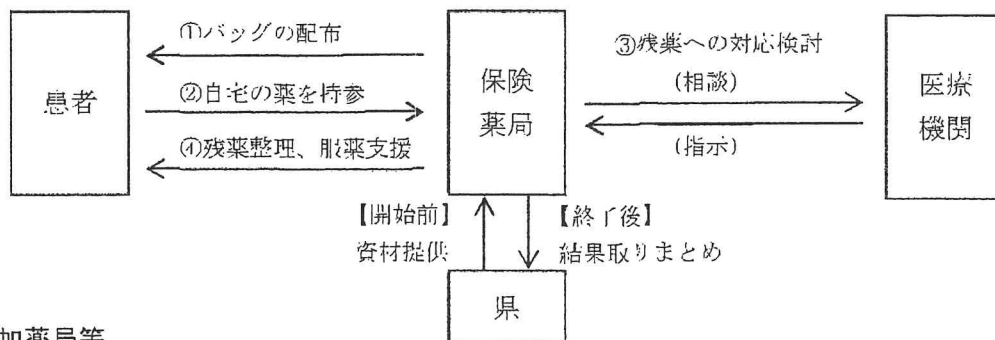 ①バッグの配布
②自宅の薬を持参
④残薬整理、服薬支援
患者
保険
薬局
③残薬への対応検討
(相談)
(指示)
医療
機関
【開始前】
資材提供
【終了後】
結果取りまとめ
県
加薬局等